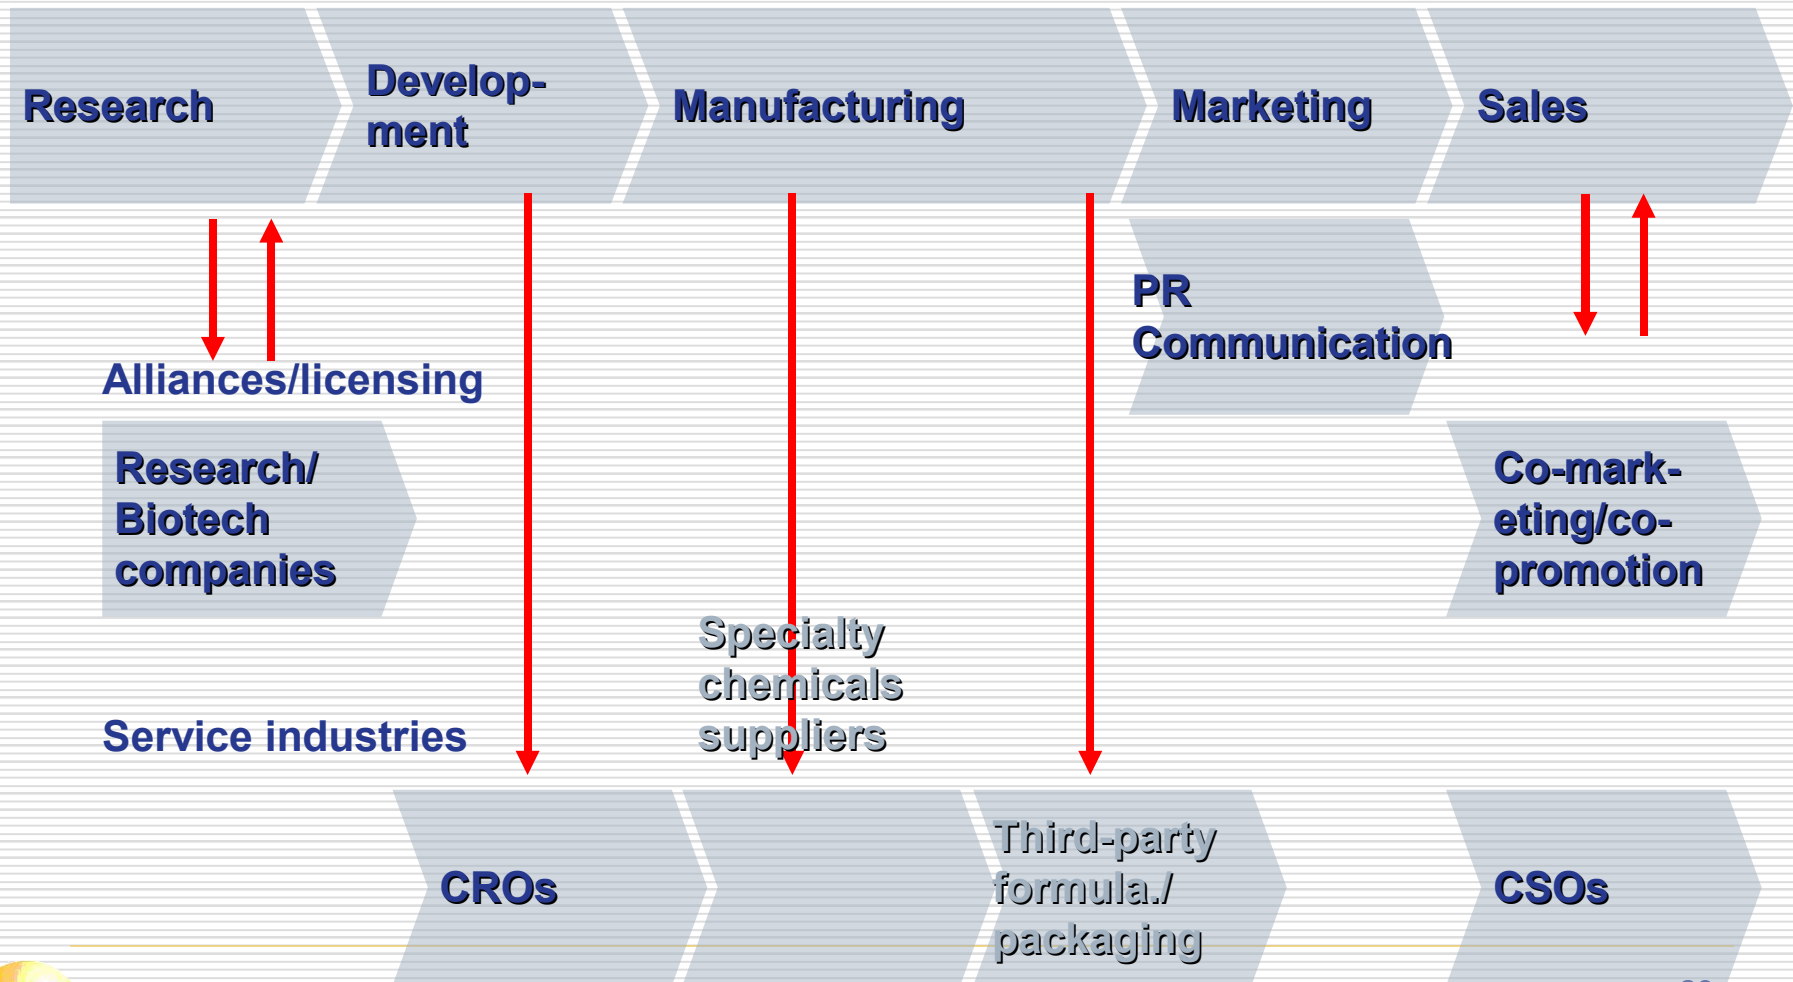 Research
Develop-
ment
Manufacturing
Marketing
Sales
PR
Communication
Alliances/licensing
Research/
Biotech
companies
Co-mark-
eting/co-
promotion
Specialty
chemicals
suppliers
Service industries
CROs
Third-party
formula./
packaging
CSOs